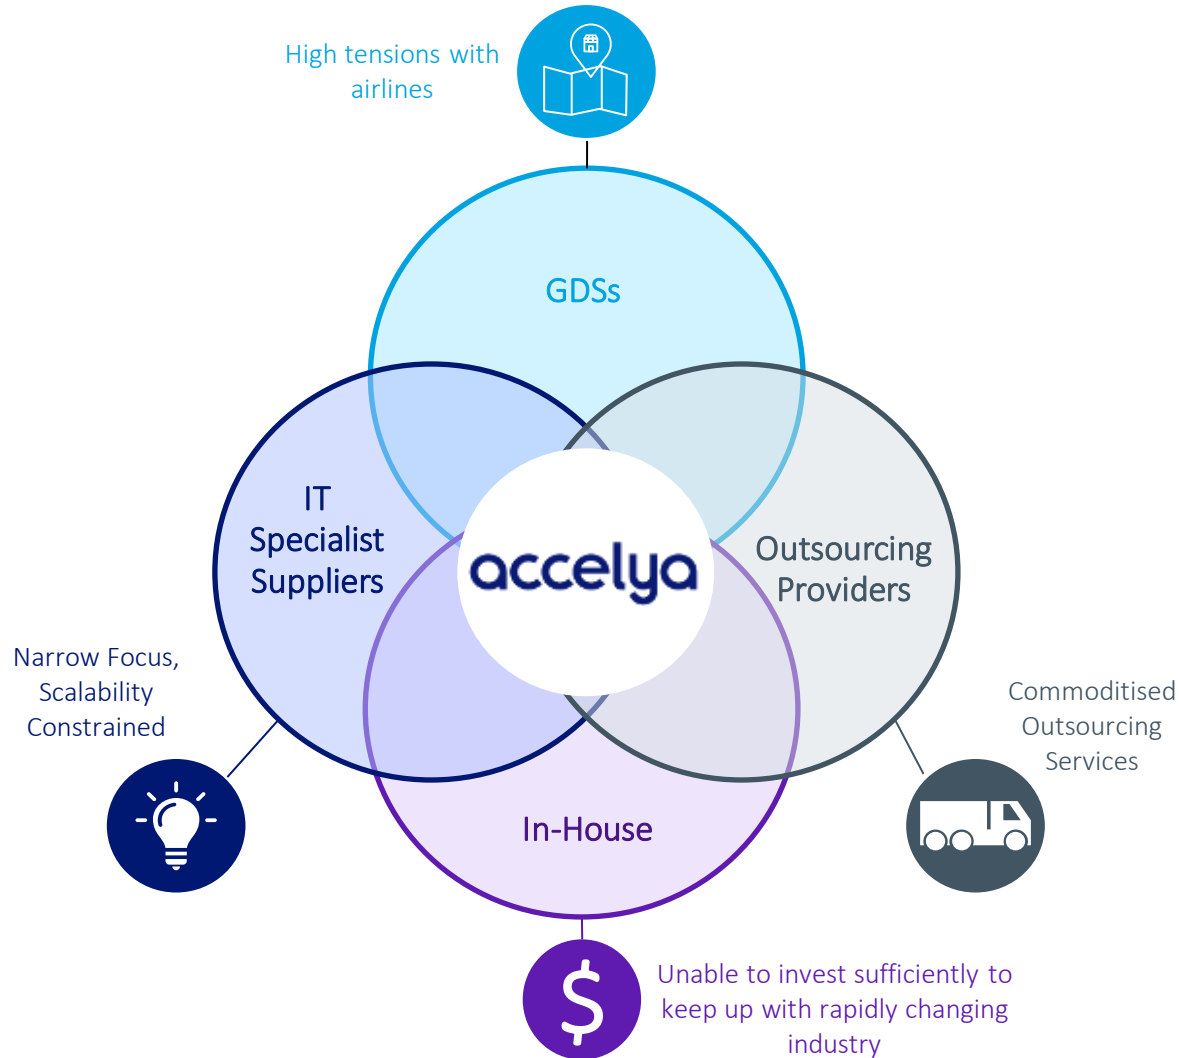 High tensions with
airlines
GDSs
IT
Specialist
Suppliers
accelya
Outsourcing
Providers
Narrow Focus,
Scalability
Constrained
Commoditised
Outsourcing
Services
In-House
$
Unable to invest sufficiently to
keep up with rapidly changing
industry